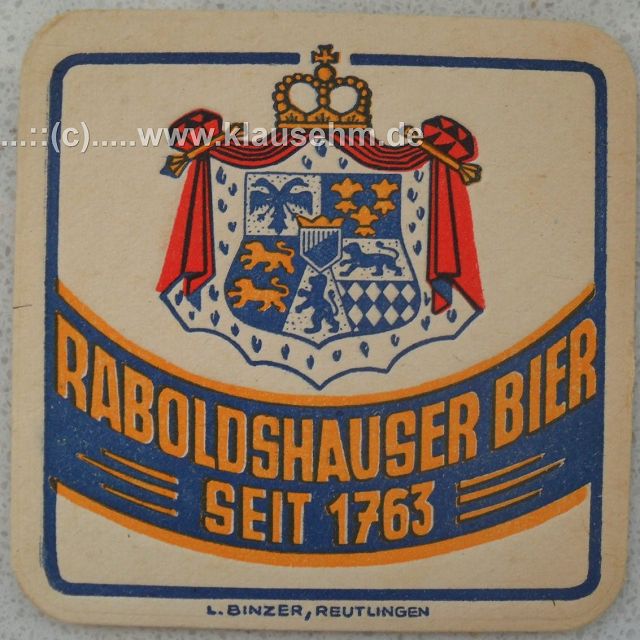 ...::(c).....www.klausehm.de
RABOLDSHAUSER BIER
SEIT 1763
L. BINZER, REUTLINGEN